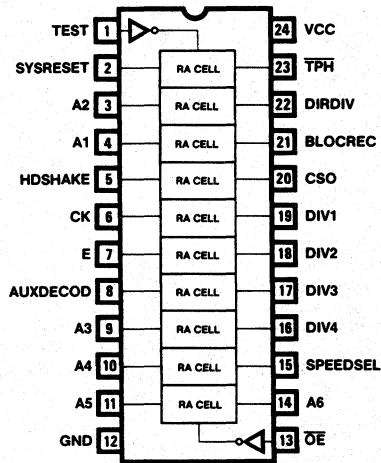 TEST 1 24 VCC
SYSRESET 2 RA CELL 23 T̅P̅H̅
A2 3 RA CELL 22 DIRDIV
A1 4 RA CELL 21 BLOCREC
HDSHAKE 5 RA CELL 20 CSO
CK 6 RA CELL 19 DIV1
E 7 RA CELL 18 DIV2
AUXDECOD 8 RA CELL 17 DIV3
A3 9 RA CELL 16 DIV4
A4 10 RA CELL 15 SPEEDSEL
A5 11 RA CELL 14 A6
GND 12 13 O̅E̅